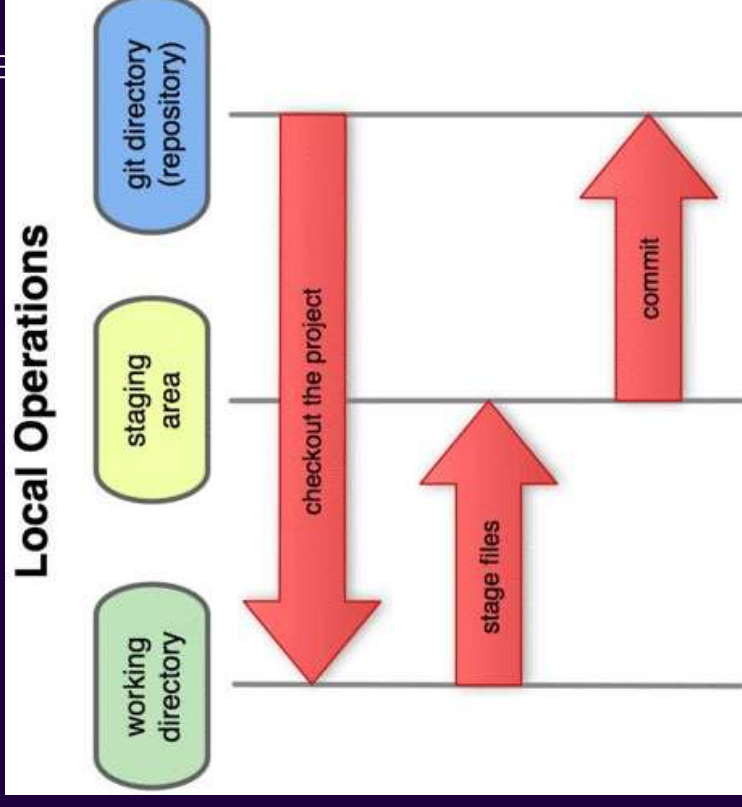 Local Operations
working
directory
staging
area
git directory
(repository)
checkout the project
stage files
commit